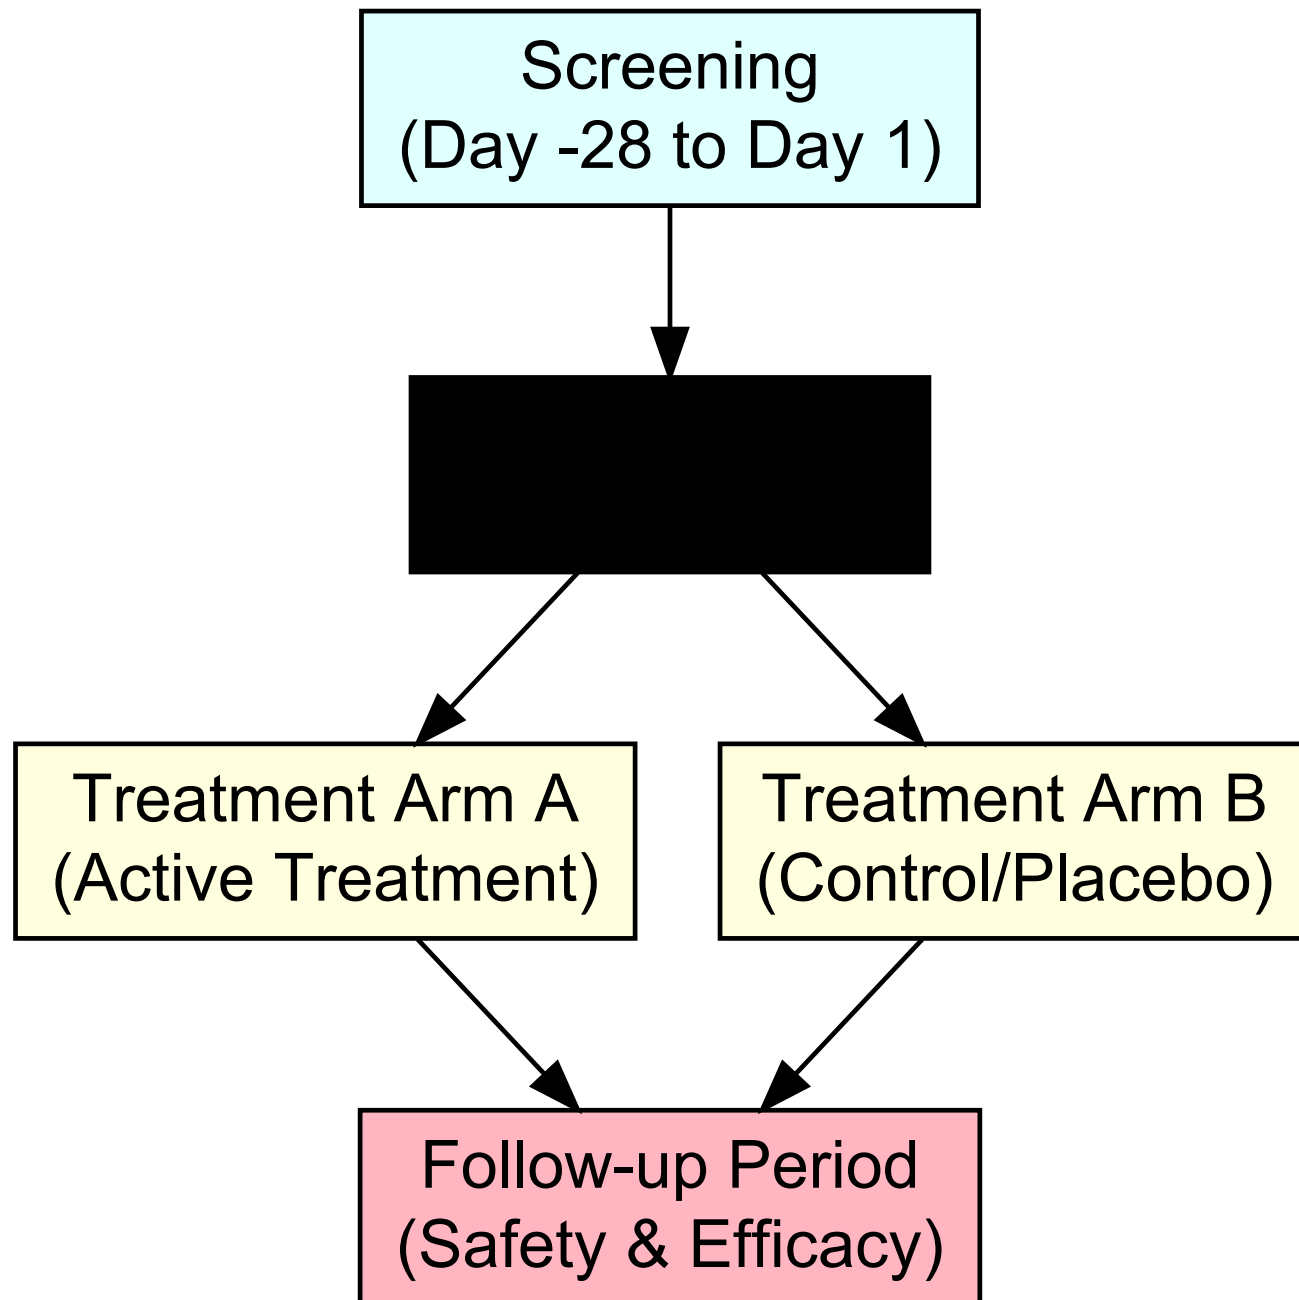 Screening
(Day -28 to Day 1)
Treatment Arm A
(Active Treatment)
Treatment Arm B
(Control/Placebo)
Follow-up Period
(Safety & Efficacy)